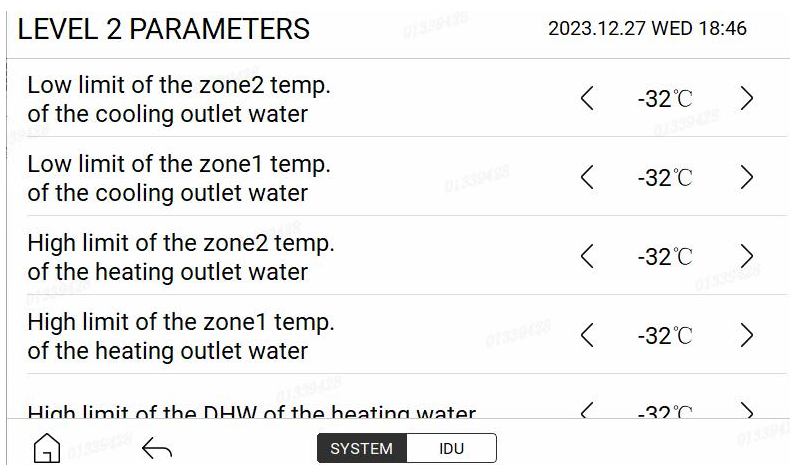 LEVEL 2 PARAMETERS
2023.12.27 WED 18:46
Low limit of the zone2 temp.
of the cooling outlet water
-32℃
Low limit of the zone1 temp.
of the cooling outlet water
-32℃
High limit of the zone2 temp.
of the heating outlet water
-32℃
High limit of the zone1 temp.
of the heating outlet water
-32℃
High limit of the DHW of the heating water
-32℃
SYSTEM
IDU
01339428